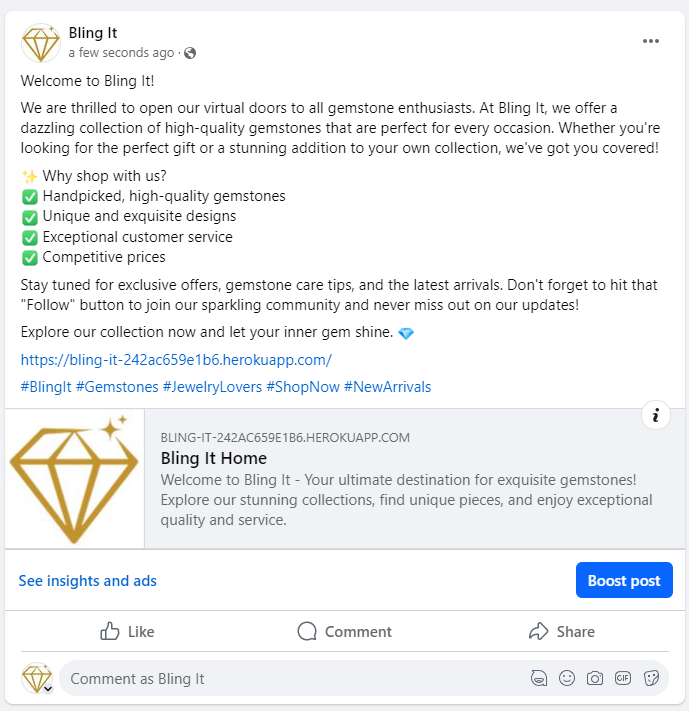 Bling It
a few seconds ago ·
Welcome to Bling It!
We are thrilled to open our virtual doors to all gemstone enthusiasts. At Bling It, we offer a
dazzling collection of high-quality gemstones that are perfect for every occasion. Whether you're
looking for the perfect gift or a stunning addition to your own collection, we've got you covered!
✨ Why shop with us?
✅ Handpicked, high-quality gemstones
✅ Unique and exquisite designs
✅ Exceptional customer service
✅ Competitive prices
Stay tuned for exclusive offers, gemstone care tips, and the latest arrivals. Don't forget to hit that
"Follow" button to join our sparkling community and never miss out on our updates!
Explore our collection now and let your inner gem shine. 💎
https://bling-it-242ac659e1b6.herokuapp.com/
#BlingIt #Gemstones #JewelryLovers #ShopNow #NewArrivals
BLING-IT-242AC659E1B6.HEROKUAPP.COM
Bling It Home
Welcome to Bling It - Your ultimate destination for exquisite gemstones!
Explore our stunning collections, find unique pieces, and enjoy exceptional
quality and service.
See insights and ads
Boost post
Like
Comment
Share
Comment as Bling It
GIF